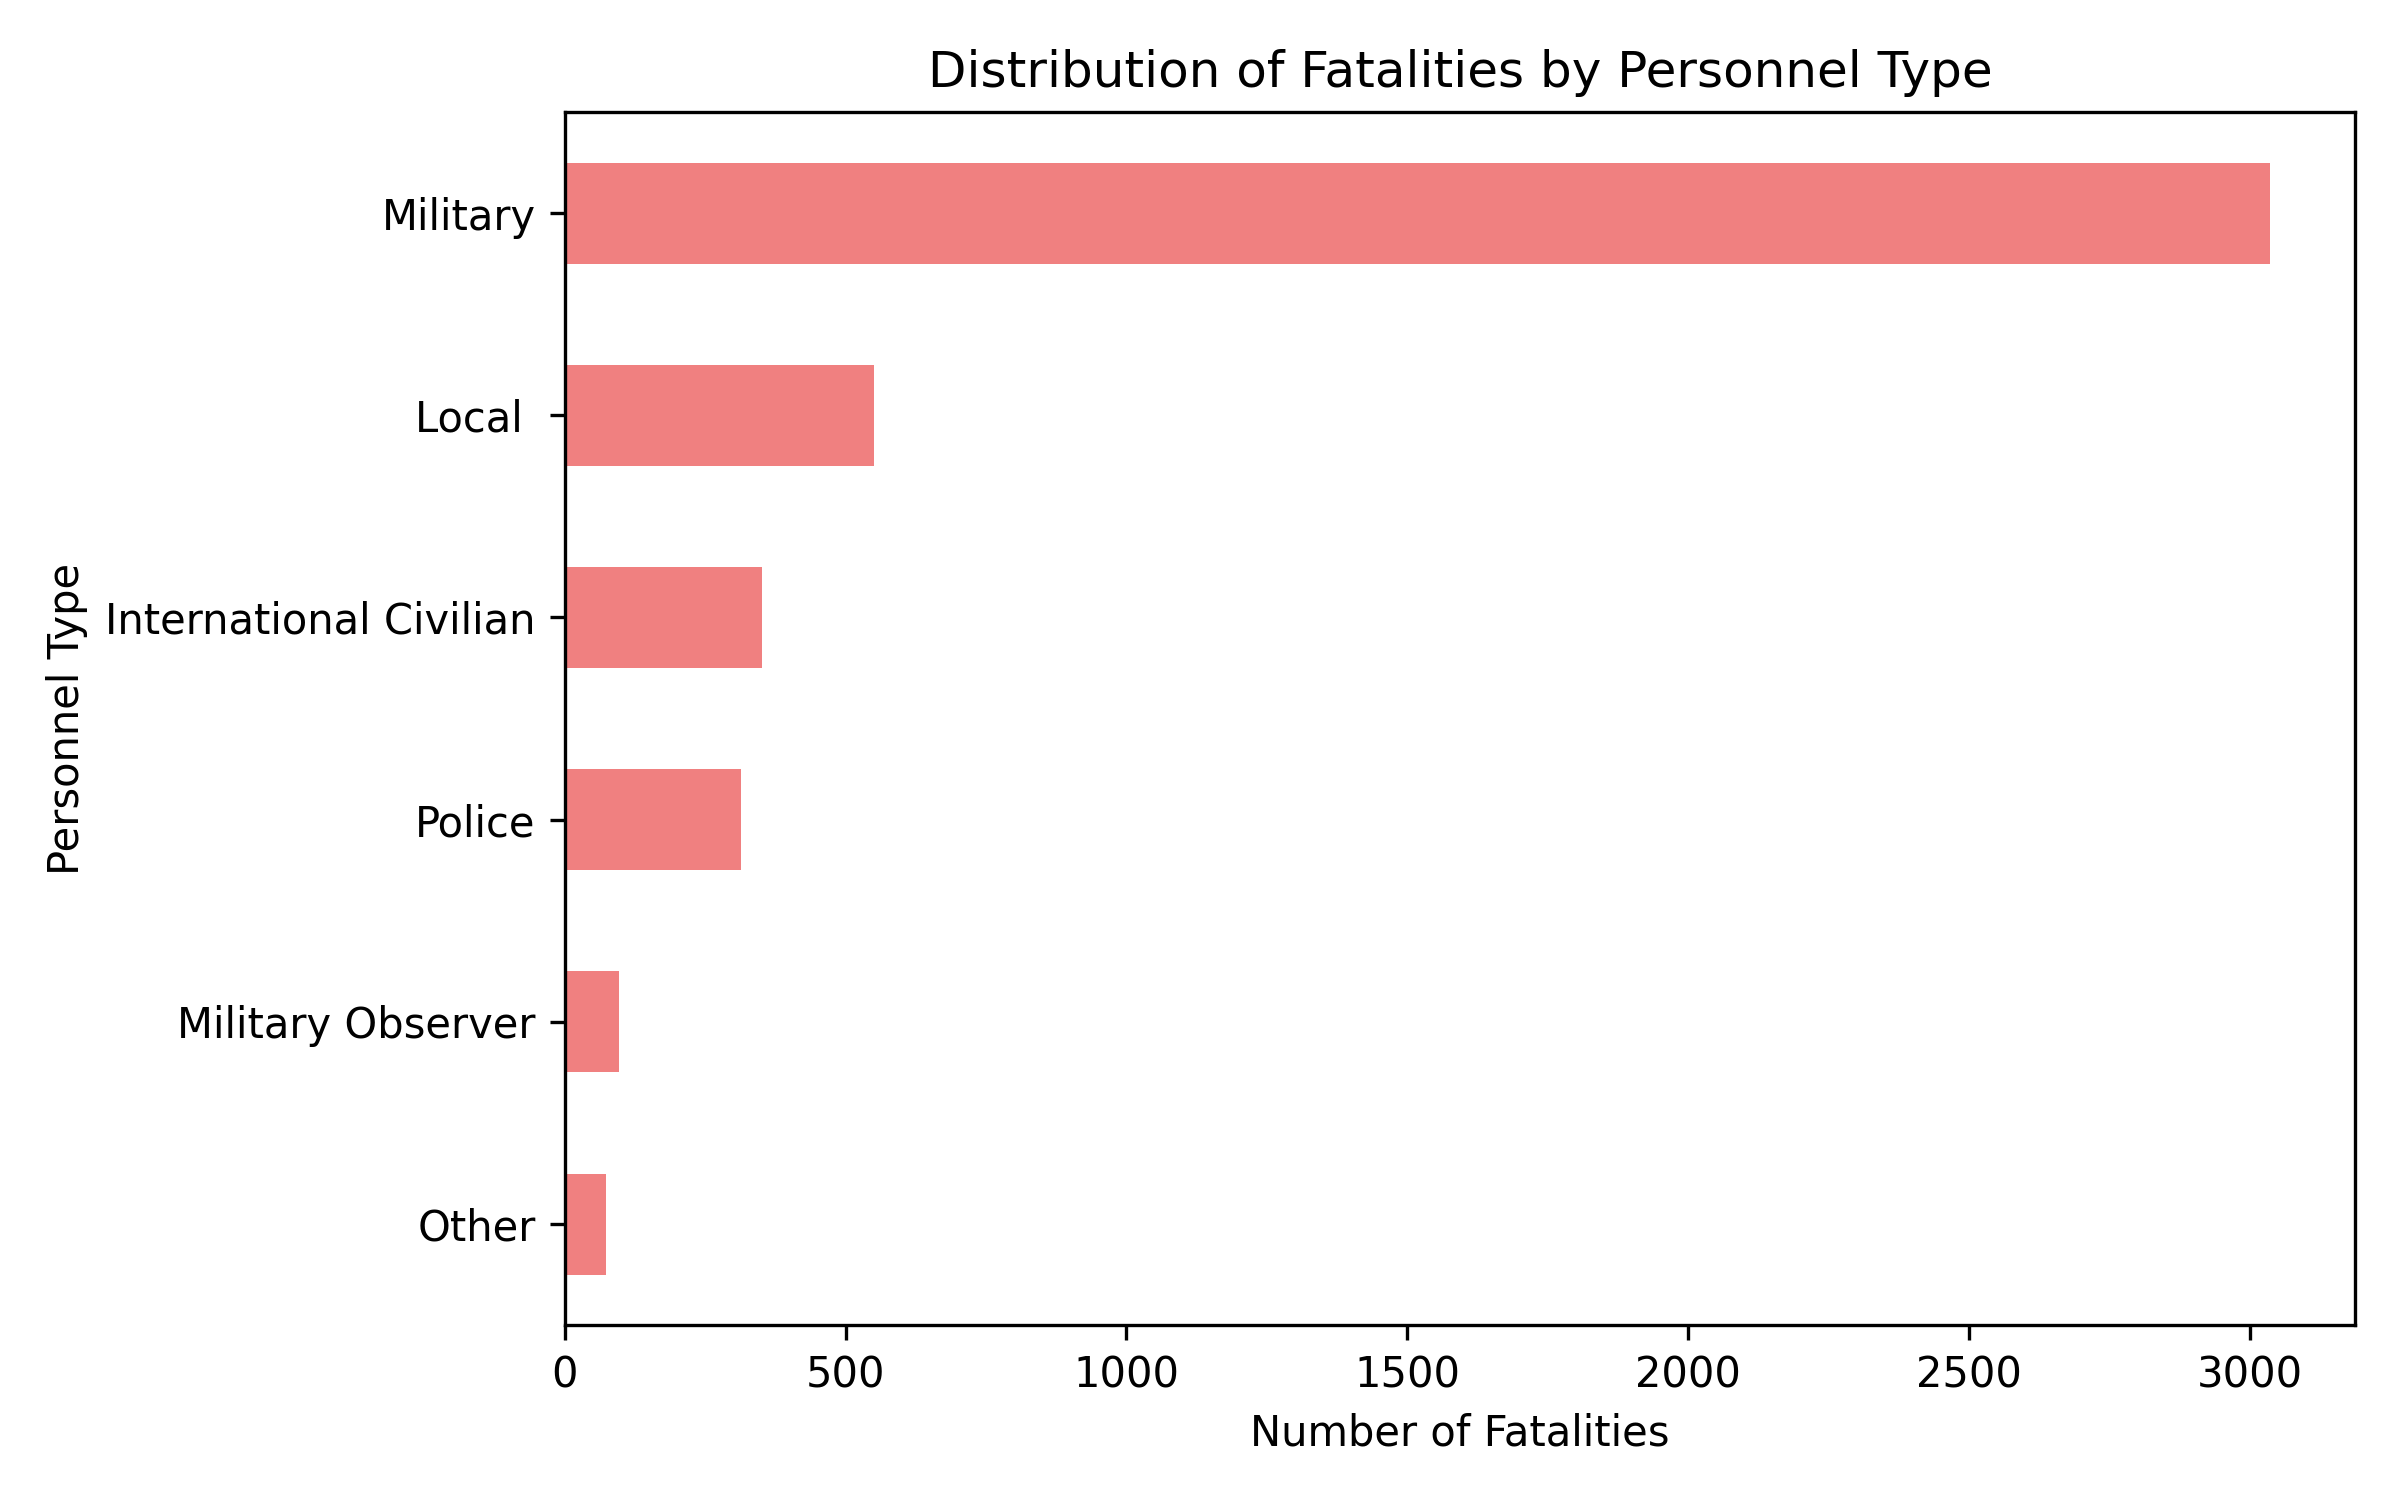 Distribution of Fatalities by Personnel Type
Personnel Type
Military
Local
International Civilian
Police
Military Observer
Other
0 500 1000 1500 2000 2500 3000
Number of Fatalities